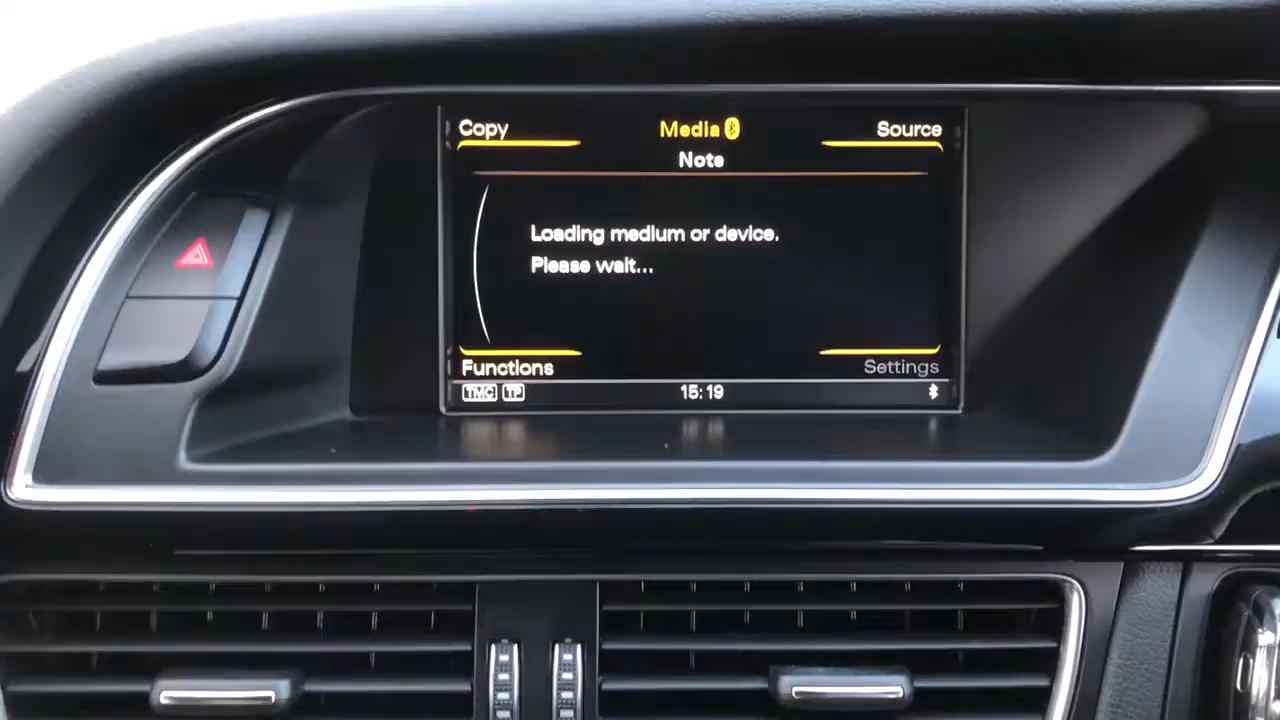 Copy Media Source
Note
Loading medium or device.
Please wait...
Functions Settings
TMC TP 15:19